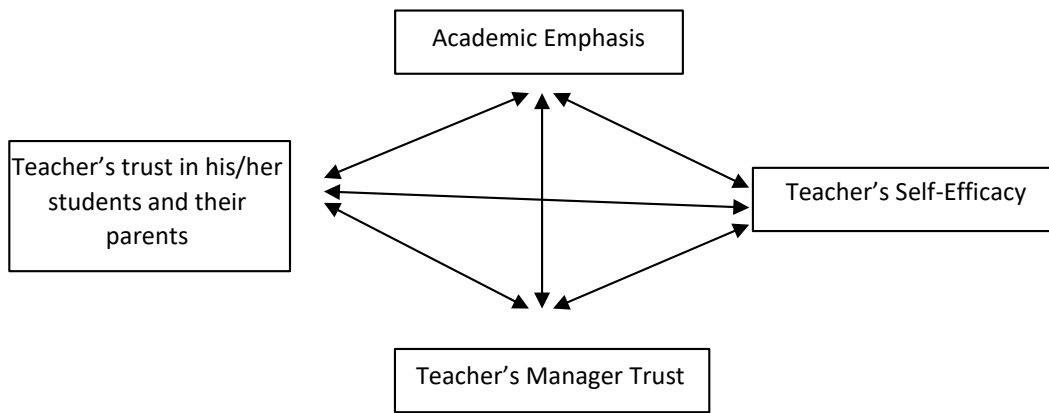 Academic Emphasis
Teacher’s trust in his/her
students and their
parents
Teacher’s Self-Efficacy
Teacher’s Manager Trust